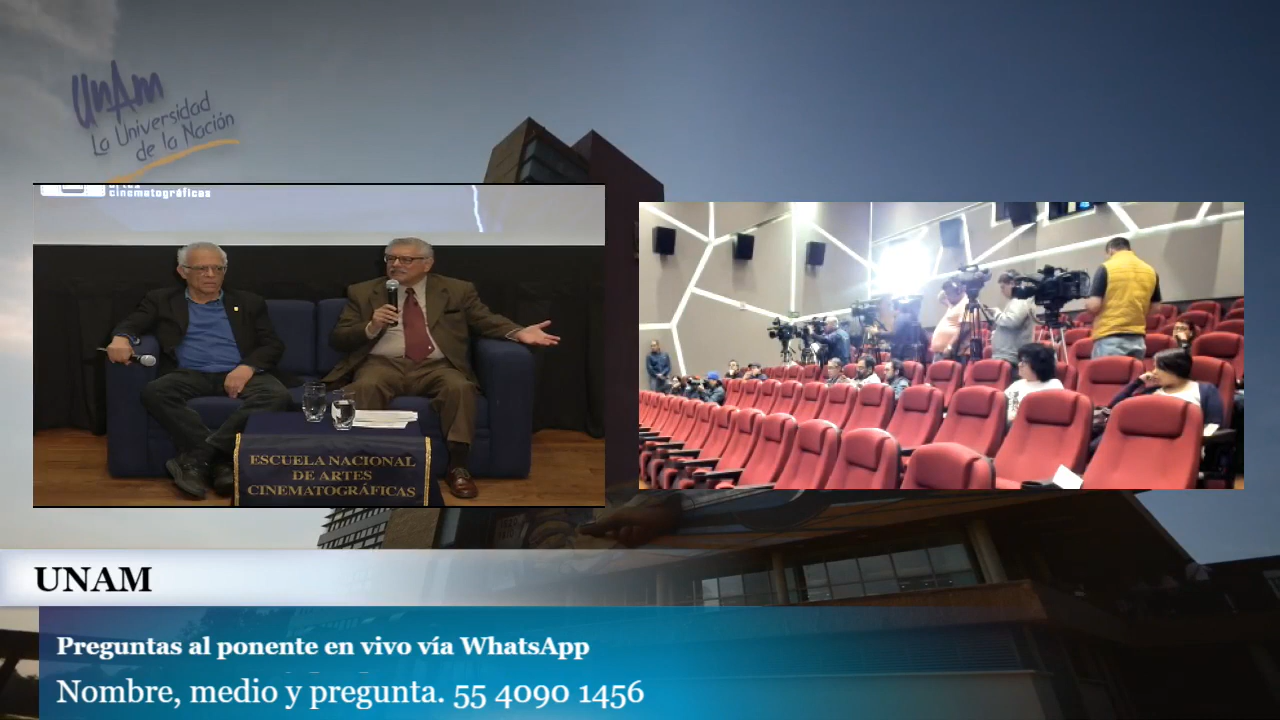 UnAm
La Universidad
de la Nación
cinematográficas
ESCUELA NACIONAL
DE ARTES
CINEMATOGRÁFICAS
UNAM
Preguntas al ponente en vivo vía WhatsApp
Nombre, medio y pregunta. 55 4090 1456